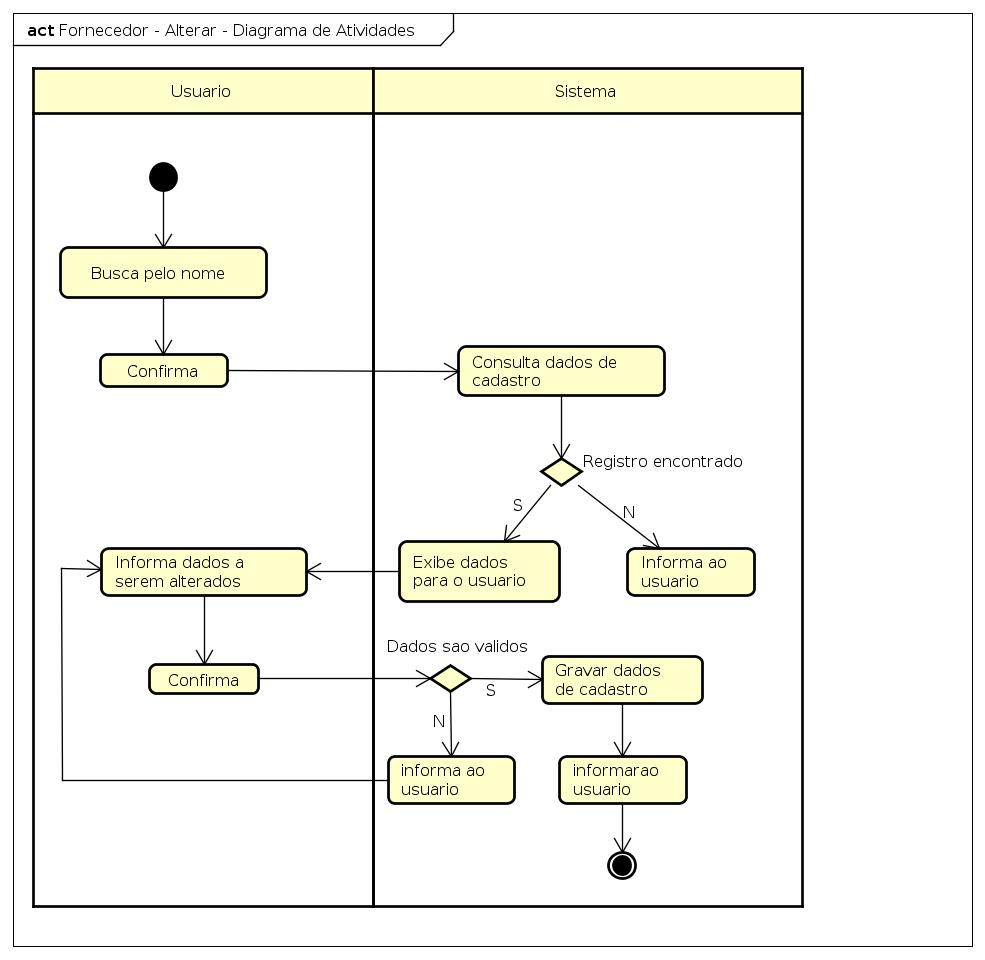 act Fornecedor - Alterar - Diagrama de Atividades
Usuario
Sistema
Busca pelo nome
Confirma
Consulta dados de
cadastro
Registro encontrado
S
N
Exibe dados
para o usuario
Informa ao
usuario
Informa dados a
serem alterados
Confirma
Dados sao validos
S
N
Gravar dados
de cadastro
informa ao
usuario
informarao
usuario